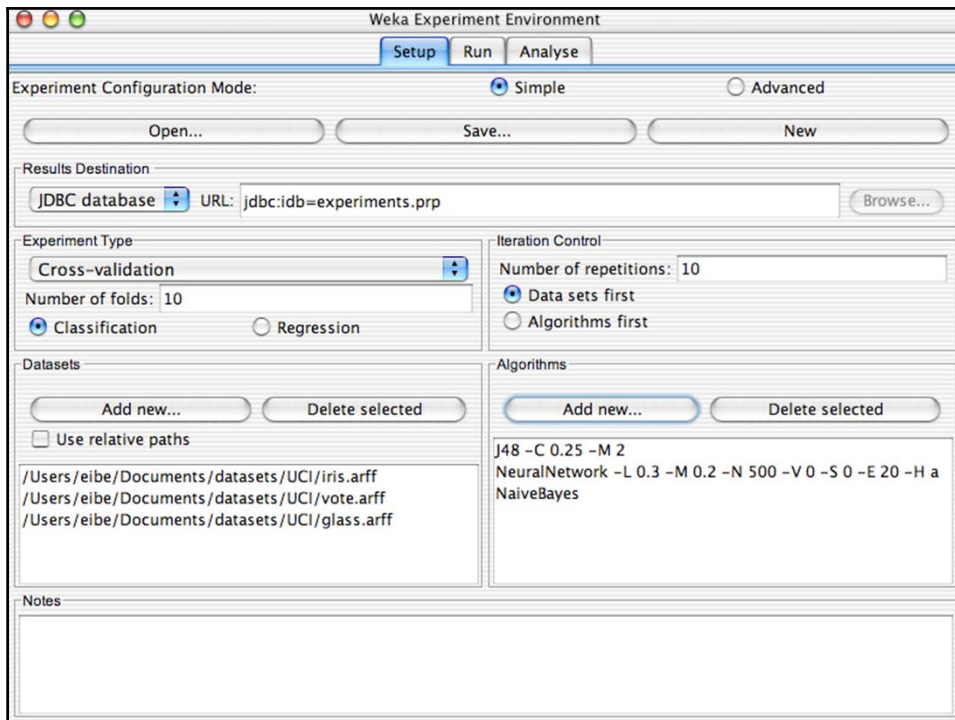 Weka Experiment Environment
Setup Run Analyse
Experiment Configuration Mode: Simple Advanced
Open... Save... New
Results Destination
JDBC database URL: jdbc:idb=experiments.prp Browse...
Experiment Type
Cross-validation
Number of folds: 10
Classification Regression
Iteration Control
Number of repetitions: 10
Data sets first
Algorithms first
Datasets
Add new... Delete selected
Use relative paths
/Users/eibe/Documents/datasets/UCI/iris.arff
/Users/eibe/Documents/datasets/UCI/vote.arff
/Users/eibe/Documents/datasets/UCI/glass.arff
Algorithms
Add new... Delete selected
J48 -C 0.25 -M 2
NeuralNetwork -L 0.3 -M 0.2 -N 500 -V 0 -S 0 -E 20 -H a
NaiveBayes
Notes